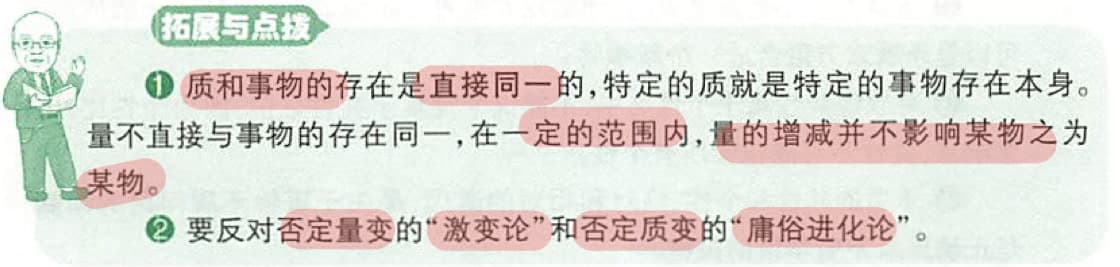 拓展与点拨
❶ 质和事物的存在是直接同一的,特定的质就是特定的事物存在本身。
量不直接与事物的存在同一,在一定的范围内,量的增减并不影响某物之为
某物。
❷ 要反对否定量变的“激变论”和否定质变的“庸俗进化论”。